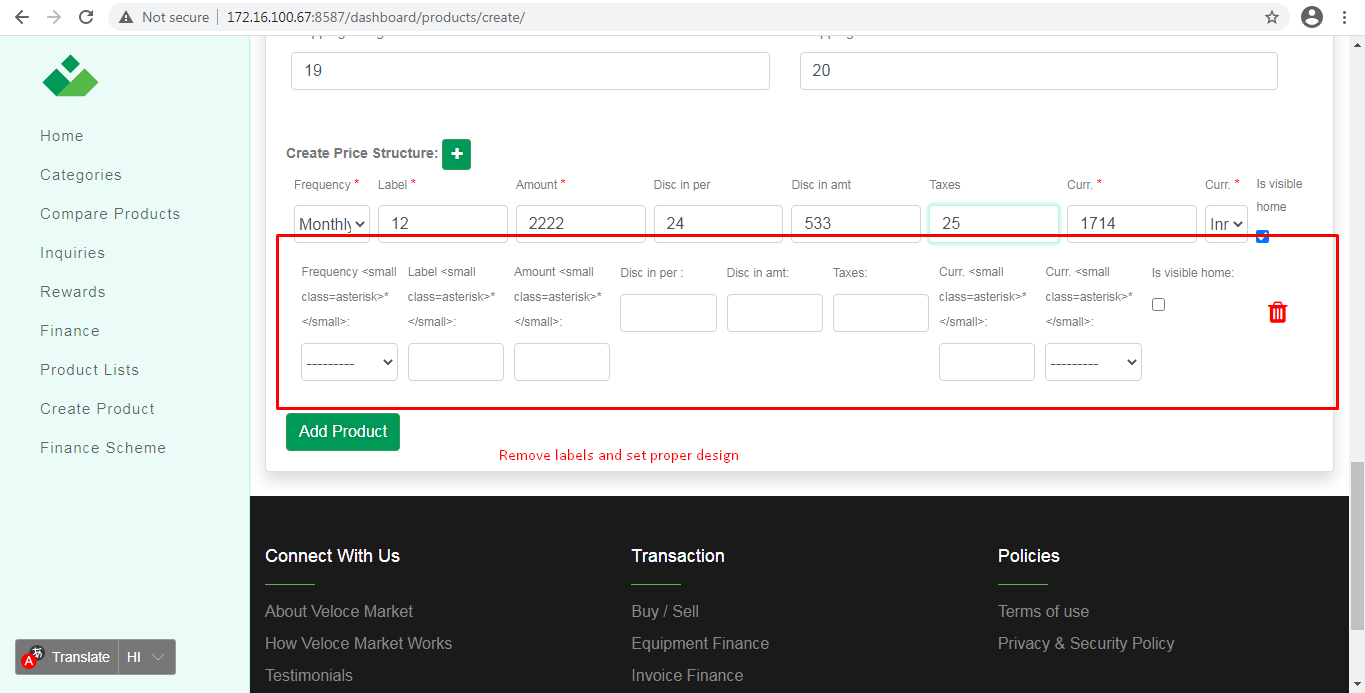 Not secure | 172.16.100.67:8587/dashboard/products/create/
Home
Categories
Compare Products
Inquiries
Rewards
Finance
Product Lists
Create Product
Finance Scheme
19 20
Create Price Structure: +
Frequency * Label * Amount * Disc in per Disc in amt Taxes Curr. * Curr. * Is visible
home
Monthly 12 2222 24 533 25 1714 Inr
Frequency <small Label <small Amount <small Disc in per : Disc in amt: Taxes: Curr. <small Curr. <small Is visible home:
class=asterisk>* class=asterisk>* class=asterisk>* class=asterisk>* class=asterisk>*
</small>: </small>: </small>: </small>: </small>:
--------- ---------
Add Product
Remove labels and set proper design
Connect With Us Transaction Policies
About Veloce Market Buy / Sell Terms of use
How Veloce Market Works Equipment Finance Privacy & Security Policy
Testimonials Invoice Finance
A あ Translate HI